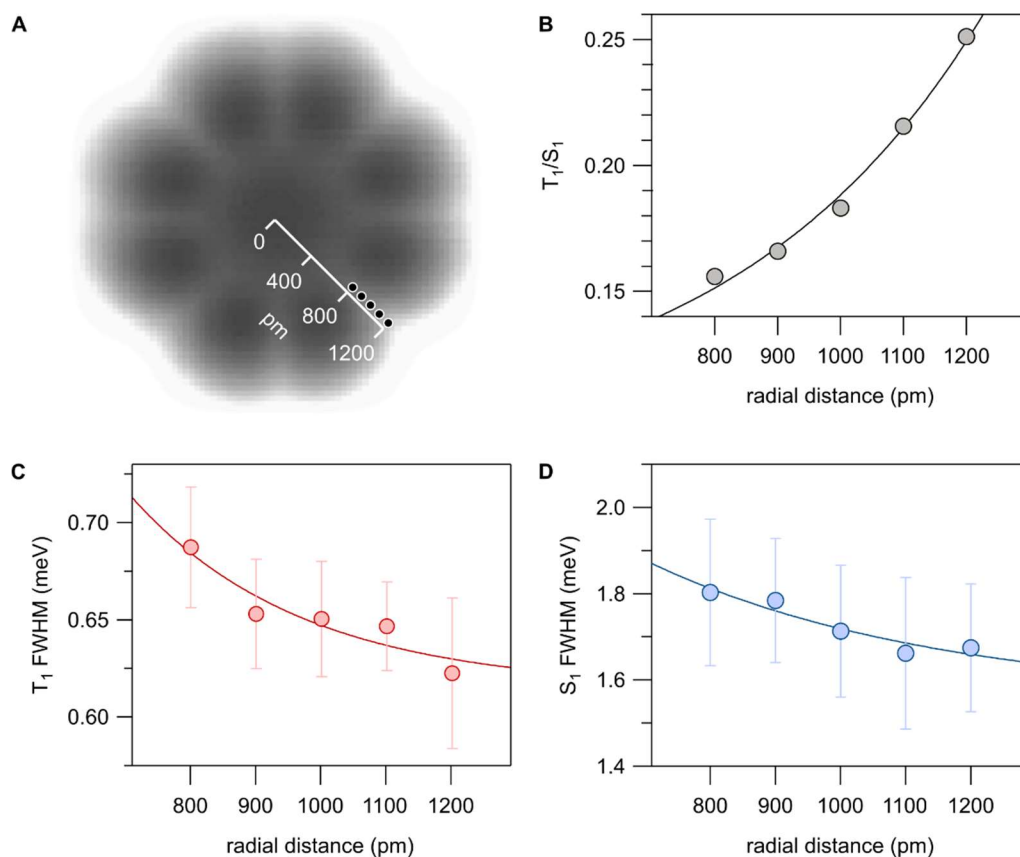 A
0
400
800
1200
pm
B
T1/S1
0.25
0.20
0.15
800 900 1000 1100 1200
radial distance (pm)
C
T1 FWHM (meV)
0.70
0.65
0.60
800 900 1000 1100 1200
radial distance (pm)
D
S1 FWHM (meV)
2.0
1.8
1.6
1.4
800 900 1000 1100 1200
radial distance (pm)